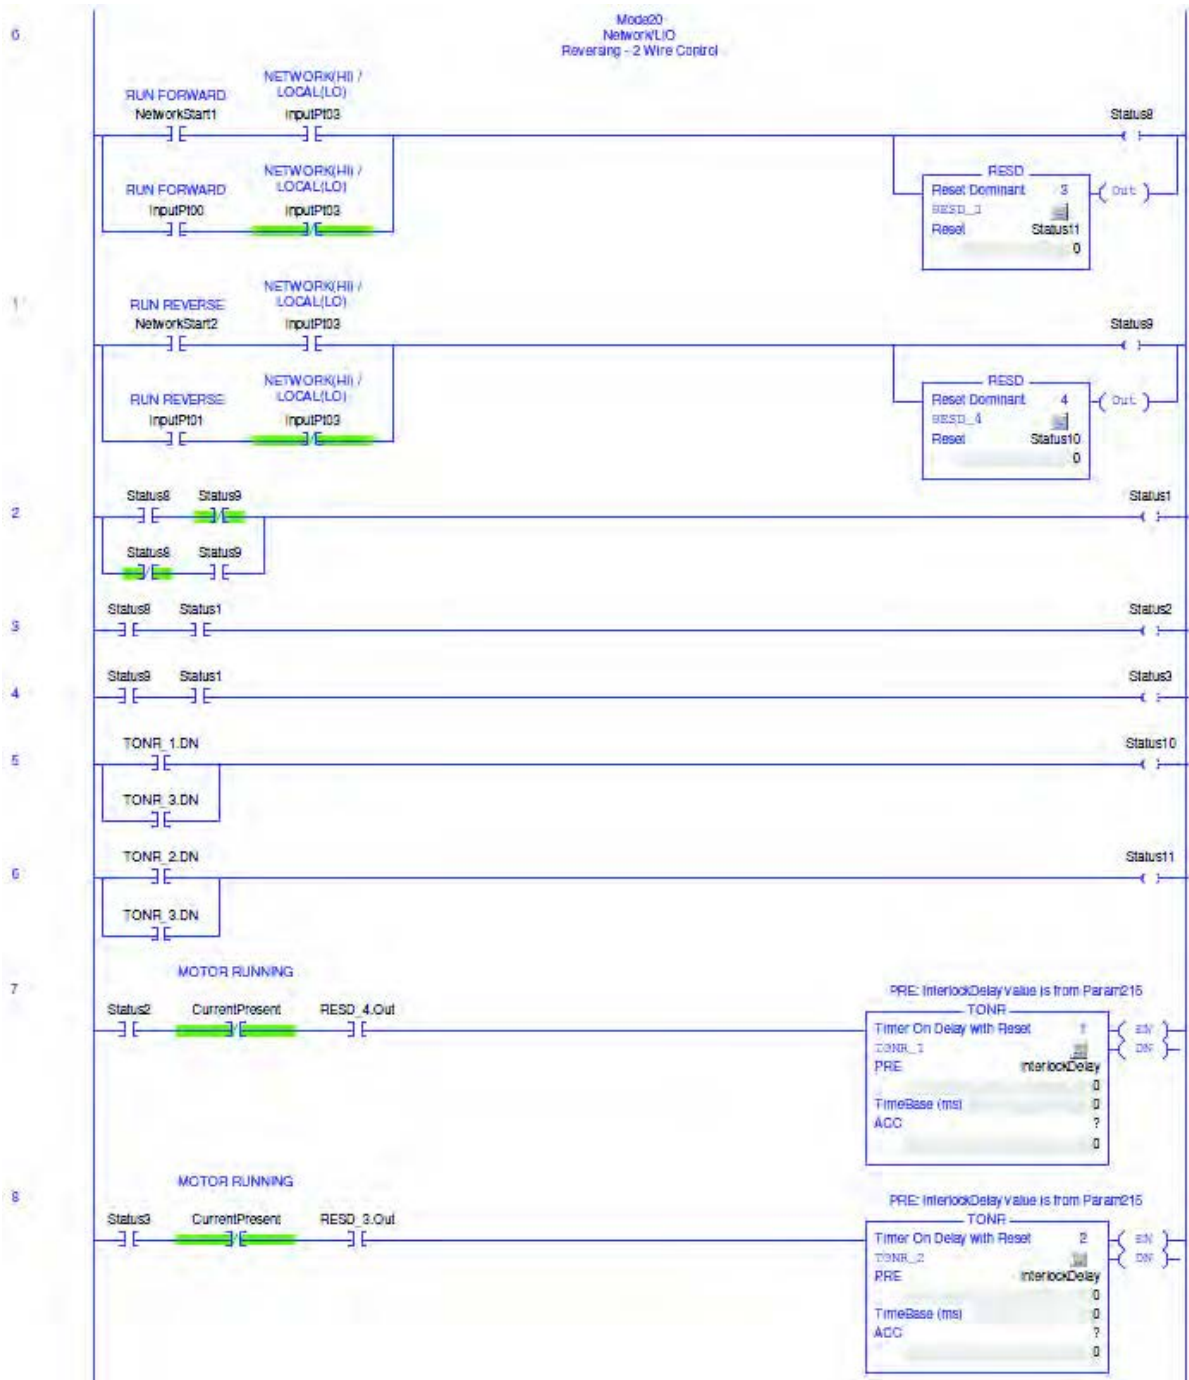 0
Mode20
Network/LIO
Reversing - 2 Wire Control
NETWORK(HI) /
LOCAL(LO)
RUN FORWARD
NetworkStart1
InputPt03
Status8
NETWORK(HI) /
LOCAL(LO)
RUN FORWARD
InputPt00
InputPt03
RESD
Reset Dominant 3
RESD_3
Reset Status11
0
Out
1
NETWORK(HI) /
LOCAL(LO)
RUN REVERSE
NetworkStart2
InputPt03
Status9
NETWORK(HI) /
LOCAL(LO)
RUN REVERSE
InputPt01
InputPt03
RESD
Reset Dominant 4
RESD_4
Reset Status10
0
Out
2
Status8 Status9
Status1
Status8 Status9
3
Status8 Status1
Status2
4
Status9 Status1
Status3
5
TONR_1.DN
Status10
TONR_3.DN
6
TONR_2.DN
Status11
TONR_3.DN
7
MOTOR RUNNING
Status2 CurrentPresent RESD_4.Out
PRE: InterlockDelay value is from Param215
TONR
Timer On Delay with Reset 1
TONR_1
PRE InterlockDelay
0
TimeBase (ms) 0
ACC ?
0
EN
DN
8
MOTOR RUNNING
Status3 CurrentPresent RESD_3.Out
PRE: InterlockDelay value is from Param215
TONR
Timer On Delay with Reset 2
TONR_2
PRE InterlockDelay
0
TimeBase (ms) 0
ACC ?
0
EN
DN